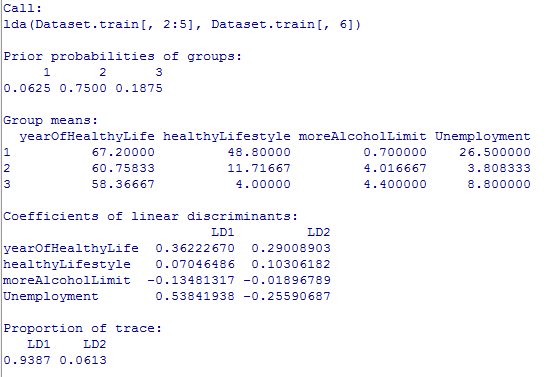 Call:
lda(Dataset.train[, 2:5], Dataset.train[, 6])
Prior probabilities of groups:
1 2 3
0.0625 0.7500 0.1875
Group means:
yearOfHealthyLife healthyLifestyle moreAlcoholLimit Unemployment
1 67.20000 48.80000 0.700000 26.500000
2 60.75833 11.71667 4.016667 3.808333
3 58.36667 4.00000 4.400000 8.800000
Coefficients of linear discriminants:
LD1 LD2
yearOfHealthyLife 0.36222670 0.29008903
healthyLifestyle 0.07046486 0.10306182
moreAlcoholLimit -0.13481317 -0.01896789
Unemployment 0.53841938 -0.25590687
Proportion of trace:
LD1 LD2
0.9387 0.0613